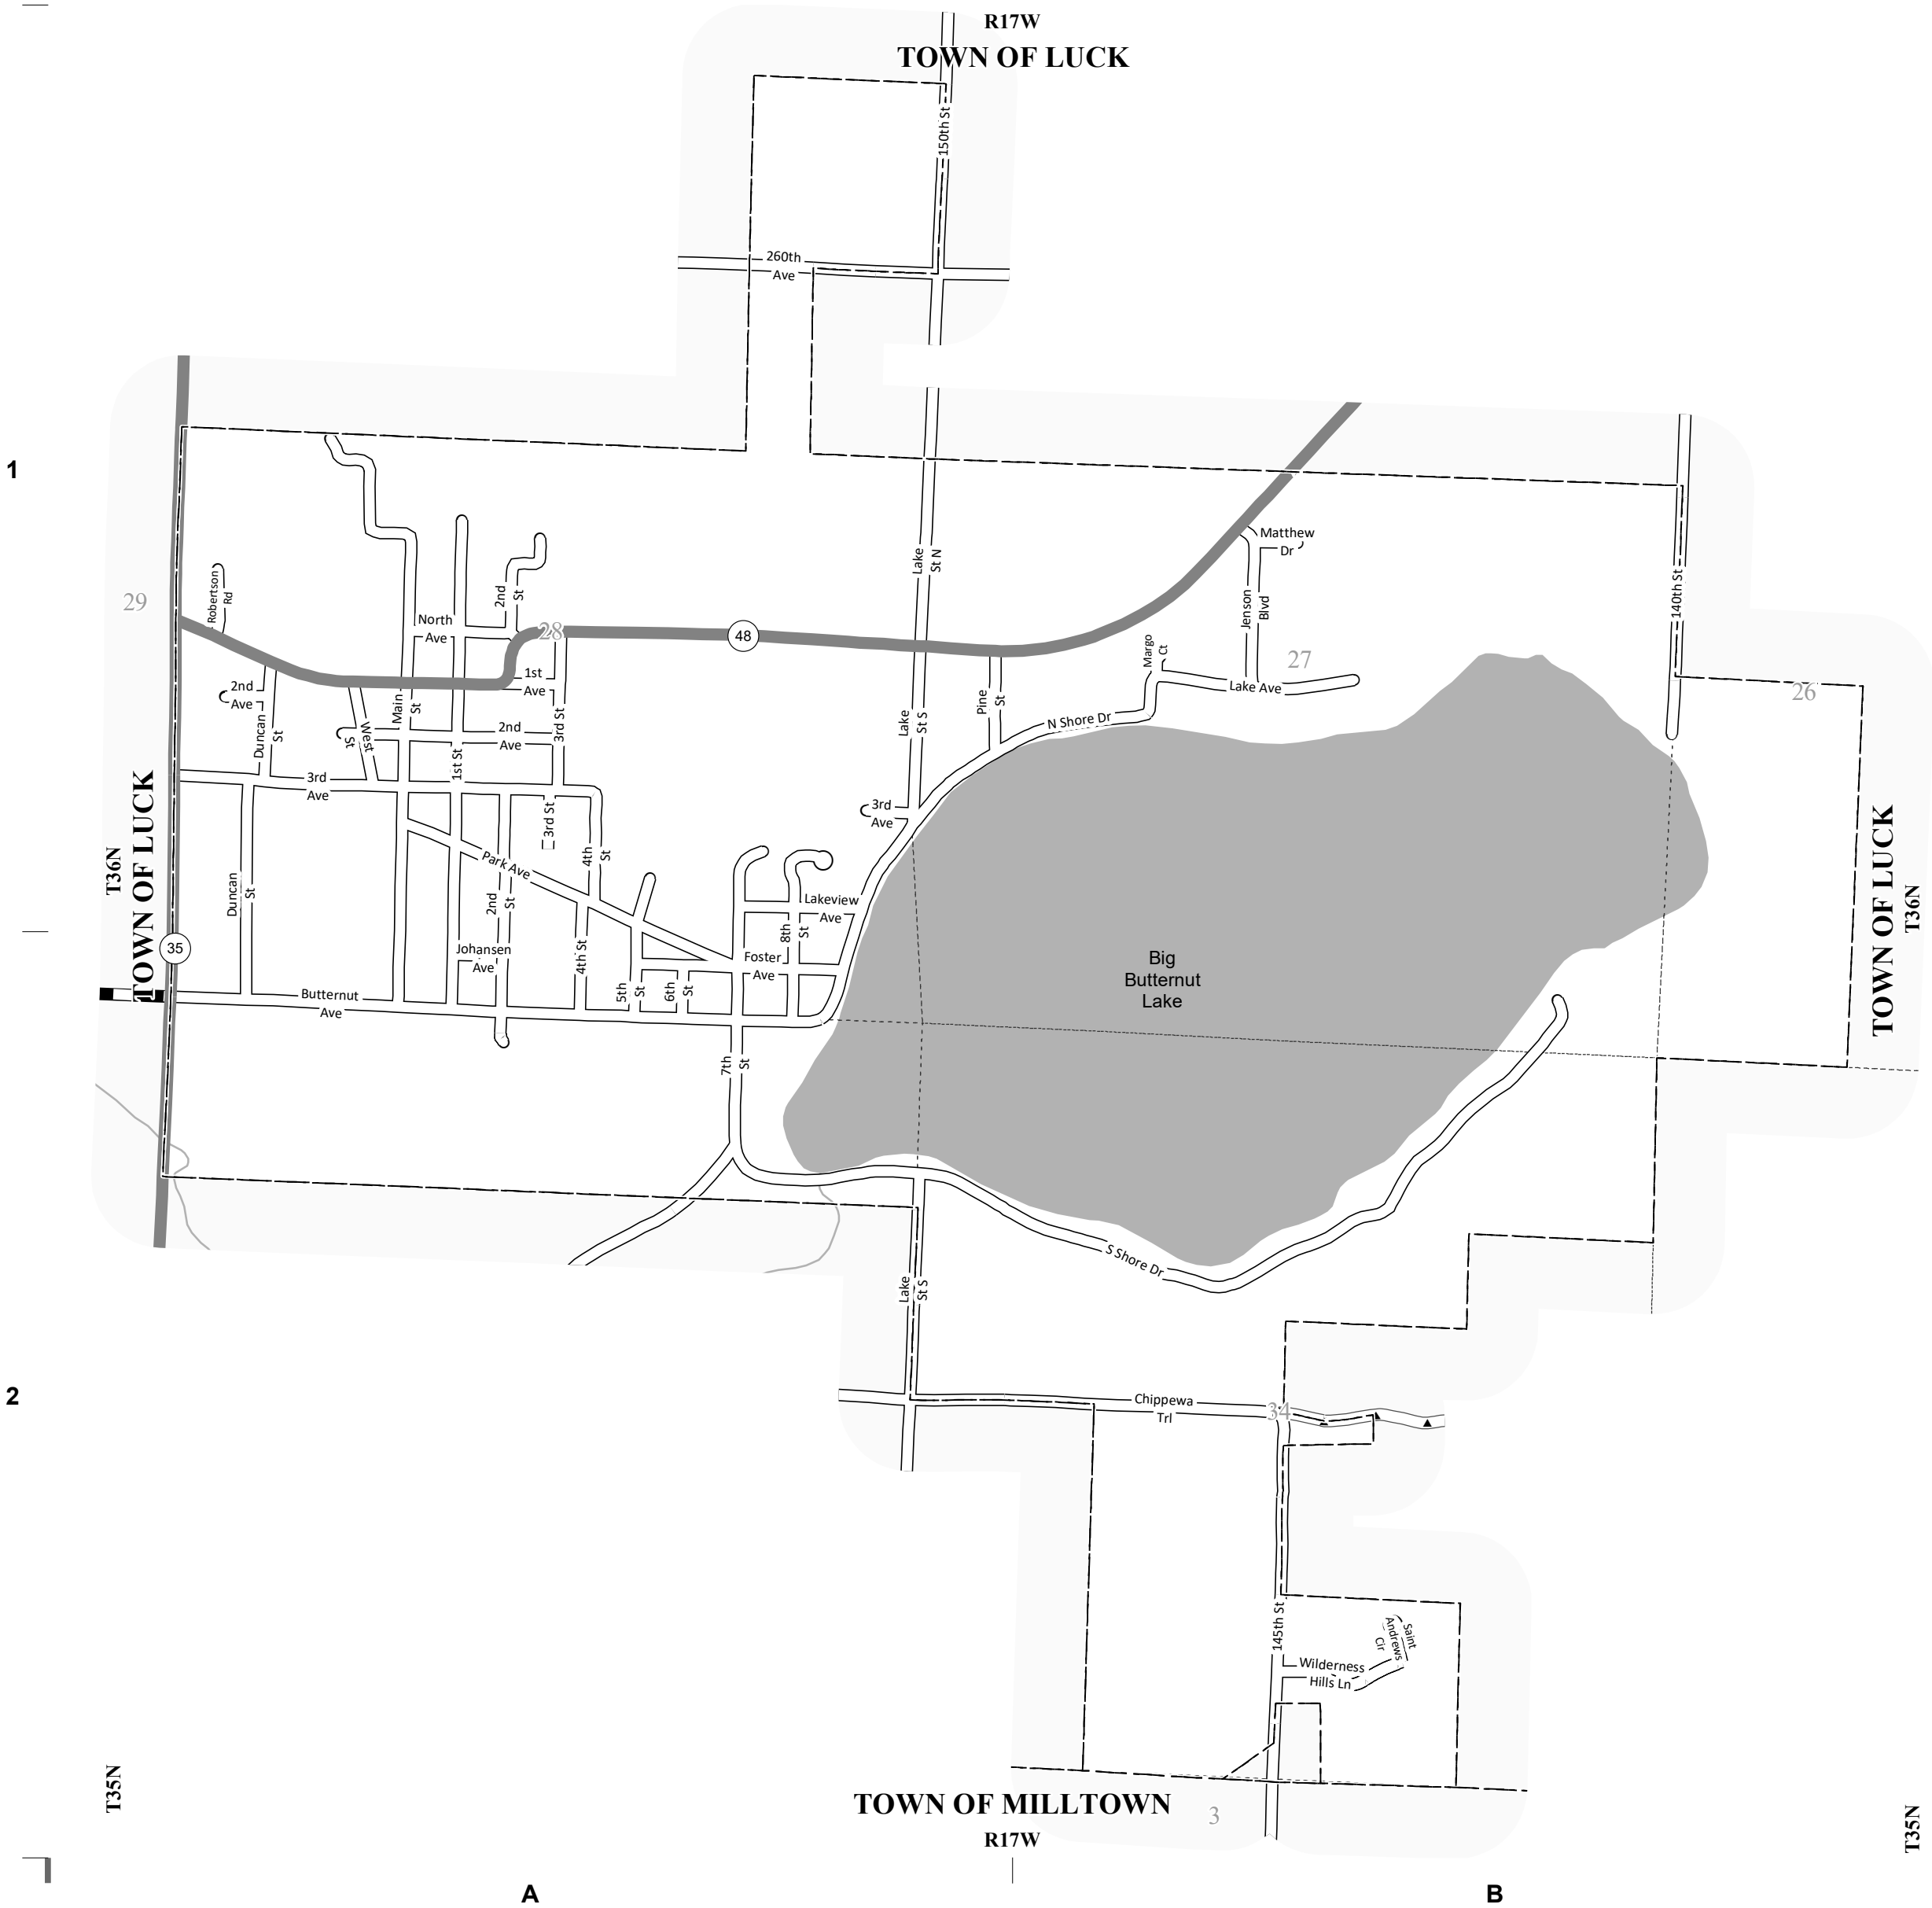 R17W
TOWN OF LUCK
150th St
260th
Ave
1
29
Robertson
Rd
North
Ave
2nd
St
28
48
Lake
St N
Matthew
Dr
Jenson
Blvd
140th St
27
26
Margo
Ct
Lake Ave
N Shore Dr
Pine
St
Lake
St S
1st
Ave
2nd
Ave
Duncan
St
West
St
Main
St
1st St
2nd
Ave
3rd St
3rd
Ave
3rd St
3rd
Ave
T36N
TOWN OF LUCK
35
Duncan
St
Park Ave
4th
St
2nd
St
Johansen
Ave
4th St
5th
St
6th
St
Lakeview
Ave
8th
St
Foster
Ave
Butternut
Ave
7th
St
Big
Butternut
Lake
TOWN OF LUCK
T36N
S Shore Dr
Lake
St S
2
Chippewa
Trl
34
145th St
Saint
Andrews
Cir
Wilderness
Hills Ln
T35N
TOWN OF MILLTOWN
3
R17W
T35N
A
B